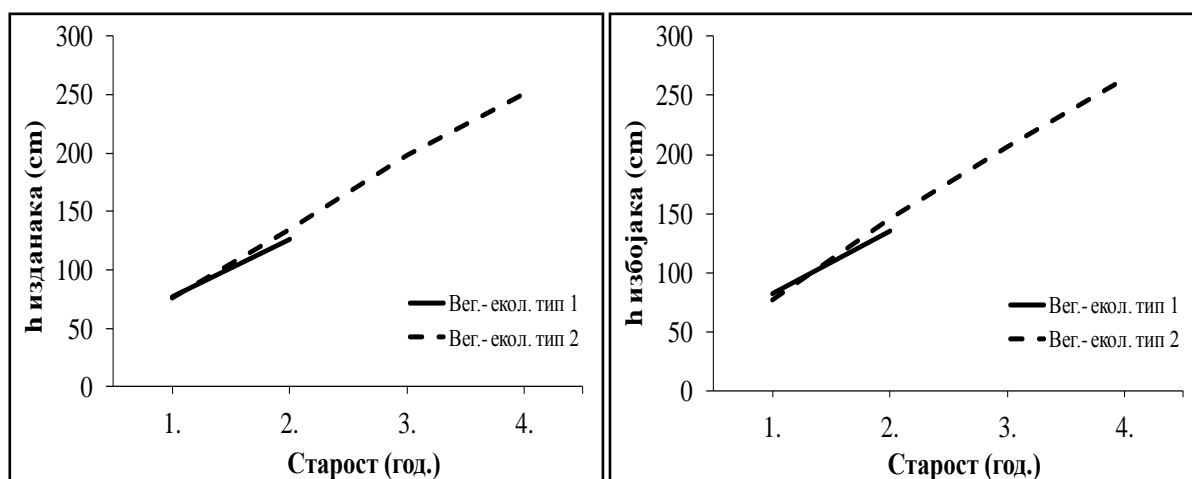 300
250
200
150
100
50
0
h изданака (cm)
1.
2.
3.
4.
Старост (год.)
Вег.- екол. тип 1
Вег.- екол. тип 2
300
250
200
150
100
50
0
h избојака (cm)
1.
2.
3.
4.
Старост (год.)
Вег.- екол. тип 1
Вег.- екол. тип 2